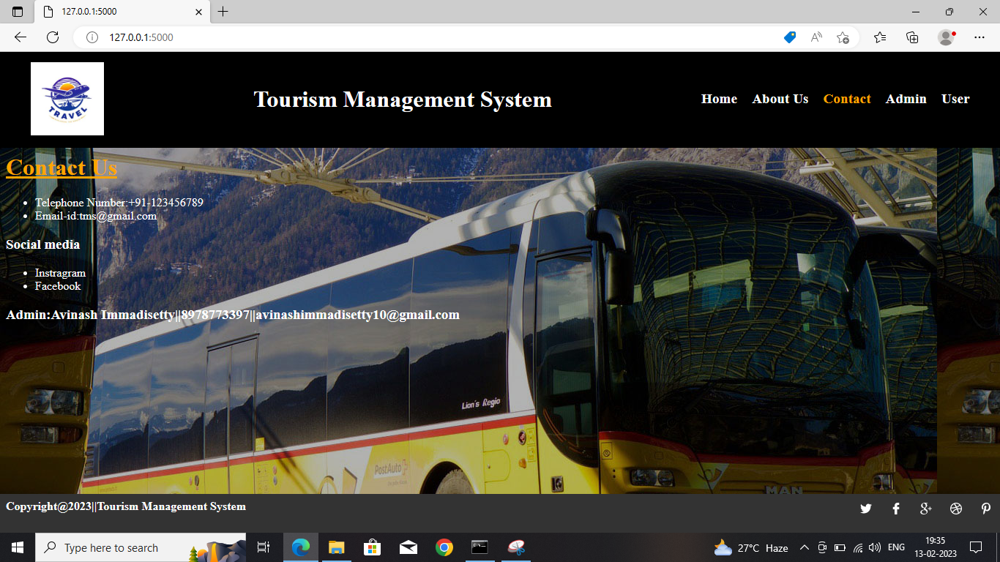 127.0.0.1:5000
127.0.0.1:5000
TRAVEL
Tourism Management System
Home About Us Contact Admin User
Contact Us
Telephone Number:+91-123456789
Email-id:tms@gmail.com
Social media
Instragram
Facebook
Admin:Avinash Immadisetty||8978773397||avinashimmadisetty10@gmail.com
Lion's Regio
PostAuto
MAN
Copyright@2023||Tourism Management System
Type here to search
27°C Haze
ENG
19:35
13-02-2023